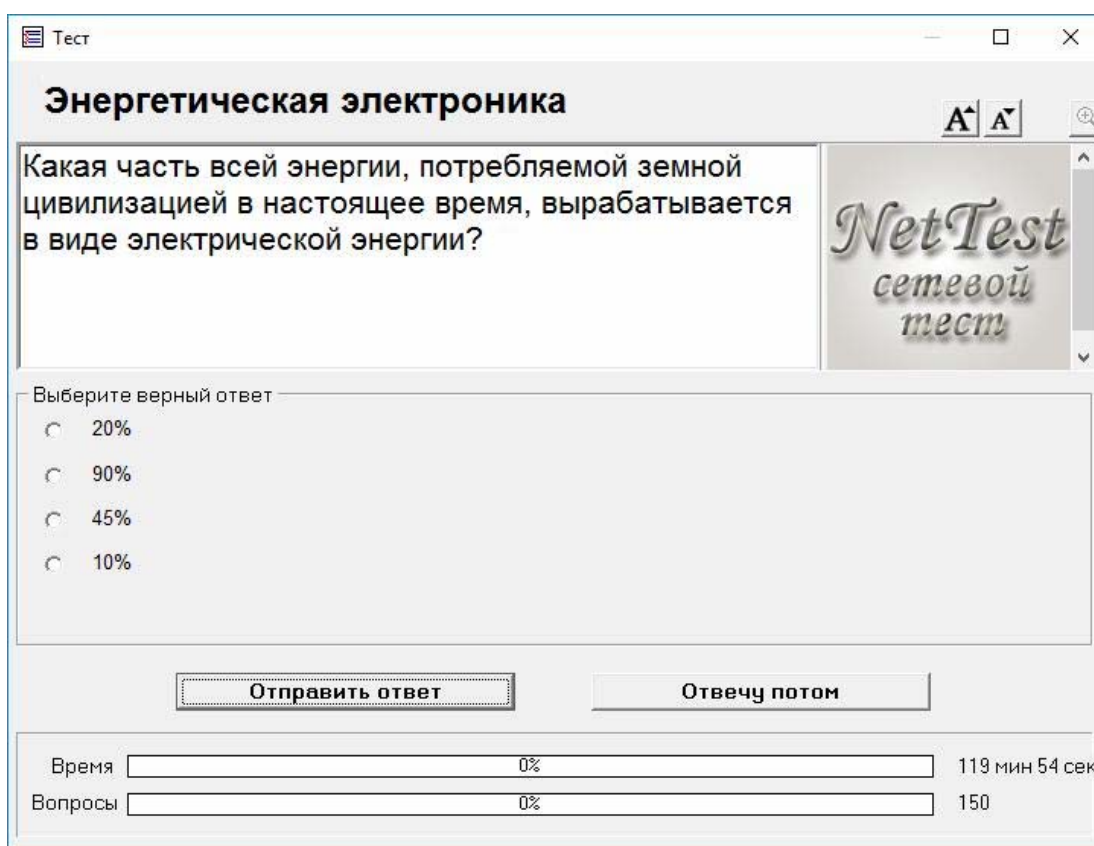 Тест
Энергетическая электроника
A A
Какая часть всей энергии, потребляемой земной
цивилизацией в настоящее время, вырабатывается
в виде электрической энергии?
NetTest
сетевой
тест
Выберите верный ответ
20%
90%
45%
10%
Отправить ответ
Отвечу потом
Время 0% 119 мин 54 сек
Вопросы 0% 150